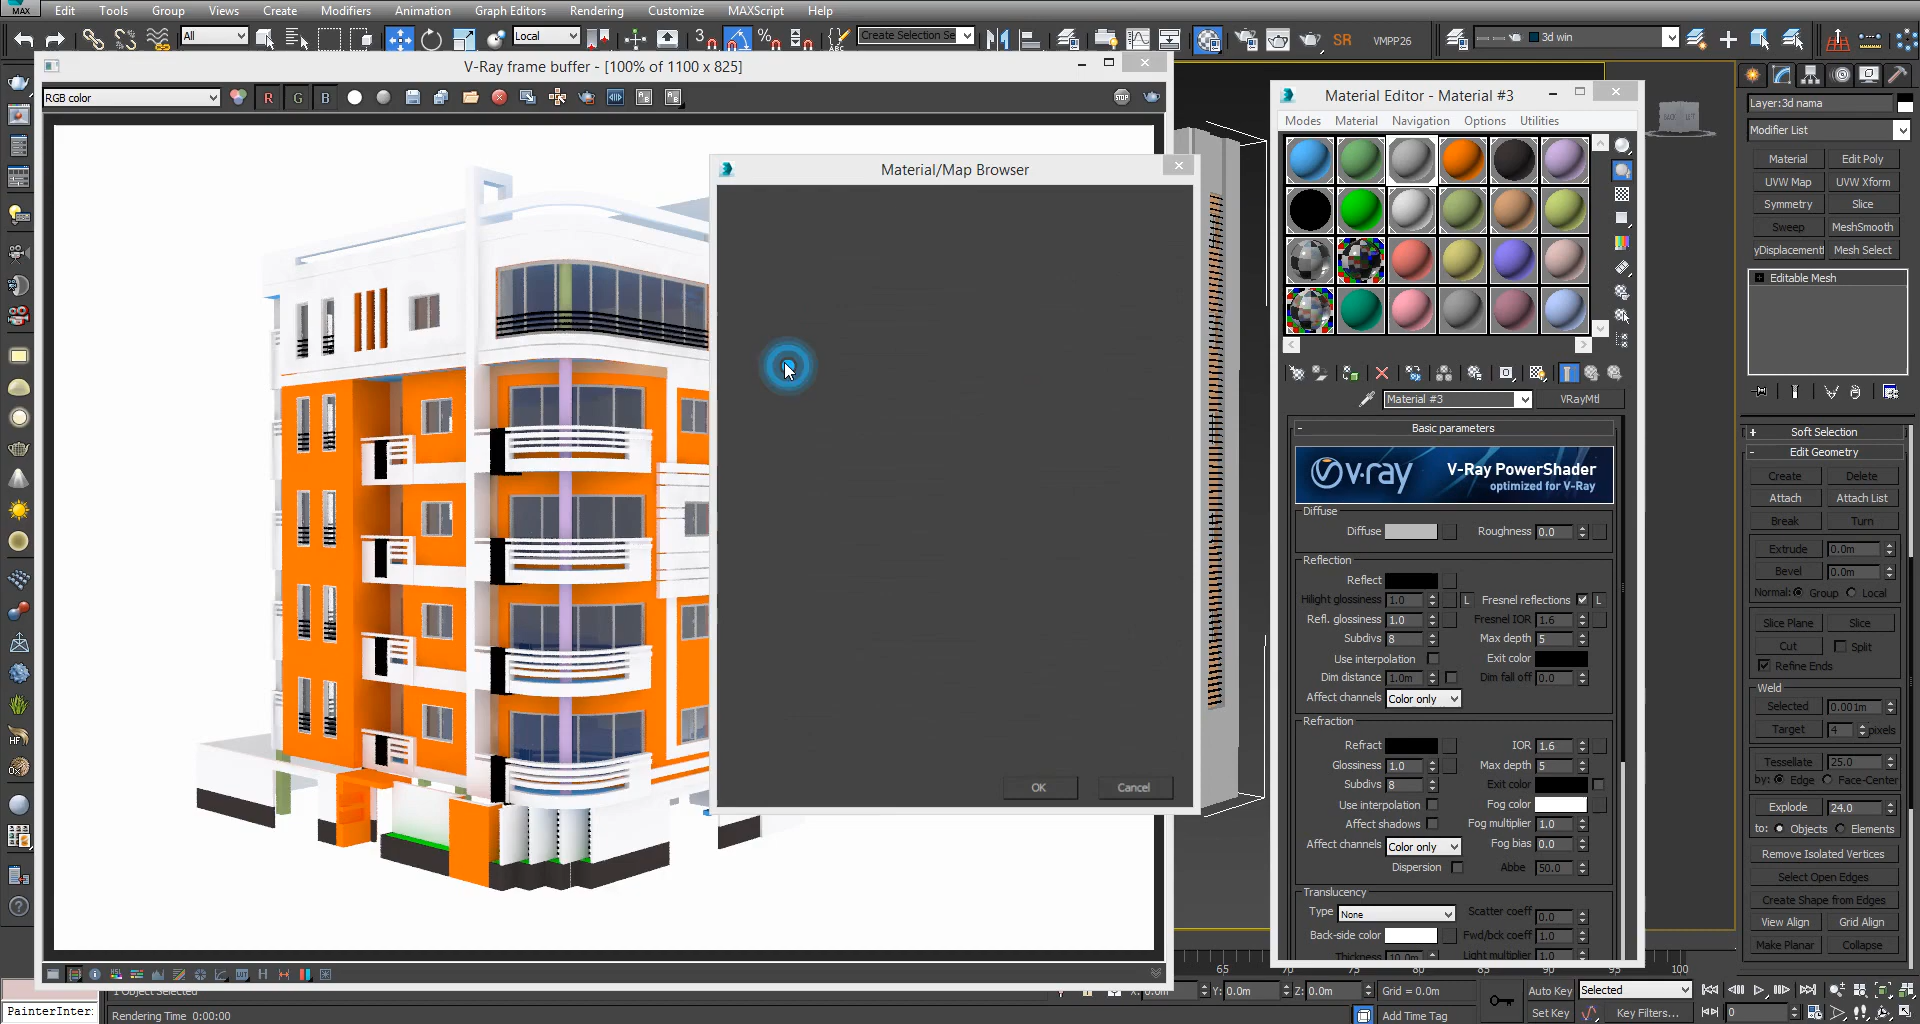 MAX Edit Tools Group Views Create Modifiers Animation Graph Editors Rendering Customize MAXScript Help
All Local 3 Create Selection Se SR VMPP26 3d win
V-Ray frame buffer - [100% of 1100 x 825]
RGB color R G B
Material/Map Browser
OK Cancel
Material Editor - Material #3
Modes Material Navigation Options Utilities
Material #3 VRayMtl
- Basic parameters
v·ray V-Ray PowerShader
optimized for V-Ray
Diffuse
Diffuse Roughness 0.0
Reflection
Reflect
Hilight glossiness 1.0 L Fresnel reflections L
Refl. glossiness 1.0 Fresnel IOR 1.6
Subdivs 8 Max depth 5
Use interpolation Exit color
Dim distance 1.0m Dim fall off 0.0
Affect channels Color only
Refraction
Refract IOR 1.6
Glossiness 1.0 Max depth 5
Subdivs 8 Exit color
Use interpolation Fog color
Affect shadows Fog multiplier 1.0
Affect channels Color only Fog bias 0.0
Dispersion Abbe 50.0
Translucency
Type None Scatter coeff 0.0
Back-side color Fwd/bck coeff 1.0
Thickness 10.0m Light multiplier 1.0
Layer:3d nama
Modifier List
Material Edit Poly
UVW Map UVW Xform
Symmetry Slice
Sweep MeshSmooth
yDisplacement Mesh Select
Editable Mesh
+ Soft Selection
- Edit Geometry
Create Delete
Attach Attach List
Break Turn
Extrude 0.0m
Bevel 0.0m
Normal: Group Local
Slice Plane Slice
Cut Split
Refine Ends
Weld
Selected 0.001m
Target 4 pixels
Tessellate 25.0
by: Edge Face-Center
Explode 24.0
to: Objects Elements
Remove Isolated Vertices
Select Open Edges
Create Shape from Edges
View Align Grid Align
Make Planar Collapse
65 70 75 80 85 90 95 100
1 Object Selected X: 0.0m Y: 0.0m Z: 0.0m Grid = 0.0m Auto Key Selected
PainterInter: Rendering Time 0:00:00 Add Time Tag Set Key Key Filters... 0